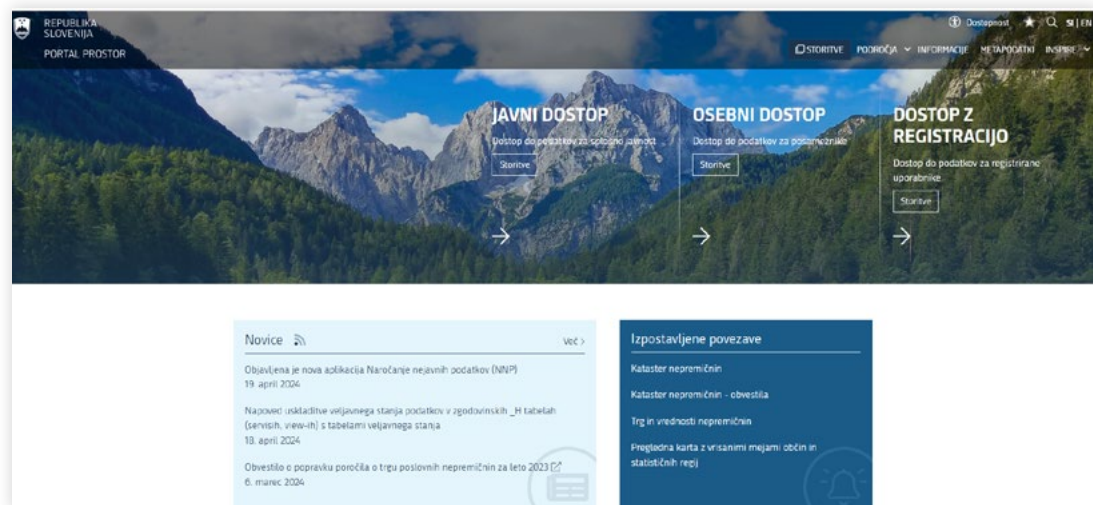 REPUBLIKA
SLOVENIJA
PORTAL PROSTOR
Dostopnost
SI | EN
STORITVE PODROČJA INFORMACIJE METAPODATKI INSPIRE
JAVNI DOSTOP
Dostop do podatkov za splošno javnost
Storitve
OSEBNI DOSTOP
Dostop do podatkov za posameznike
Storitve
DOSTOP Z
REGISTRACIJO
Dostop do podatkov za registrirane
uporabnike
Storitve
Novice
Več >
Objavljena je nova aplikacija Naročanje nejavnih podatkov (NNP)
19. april 2024
Napoved uskladitve veljavnega stanja podatkov v zgodovinskih _H tabelah
(servisih, view-ih) s tabelami veljavnega stanja
18. april 2024
Obvestilo o popravku poročila o trgu poslovnih nepremičnin za leto 2023
6. marec 2024
Izpostavljene povezave
Kataster nepremičnin
Kataster nepremičnin - obvestila
Trg in vrednosti nepremičnin
Pregledna karta z vrisanimi mejami občin in
statističnih regij